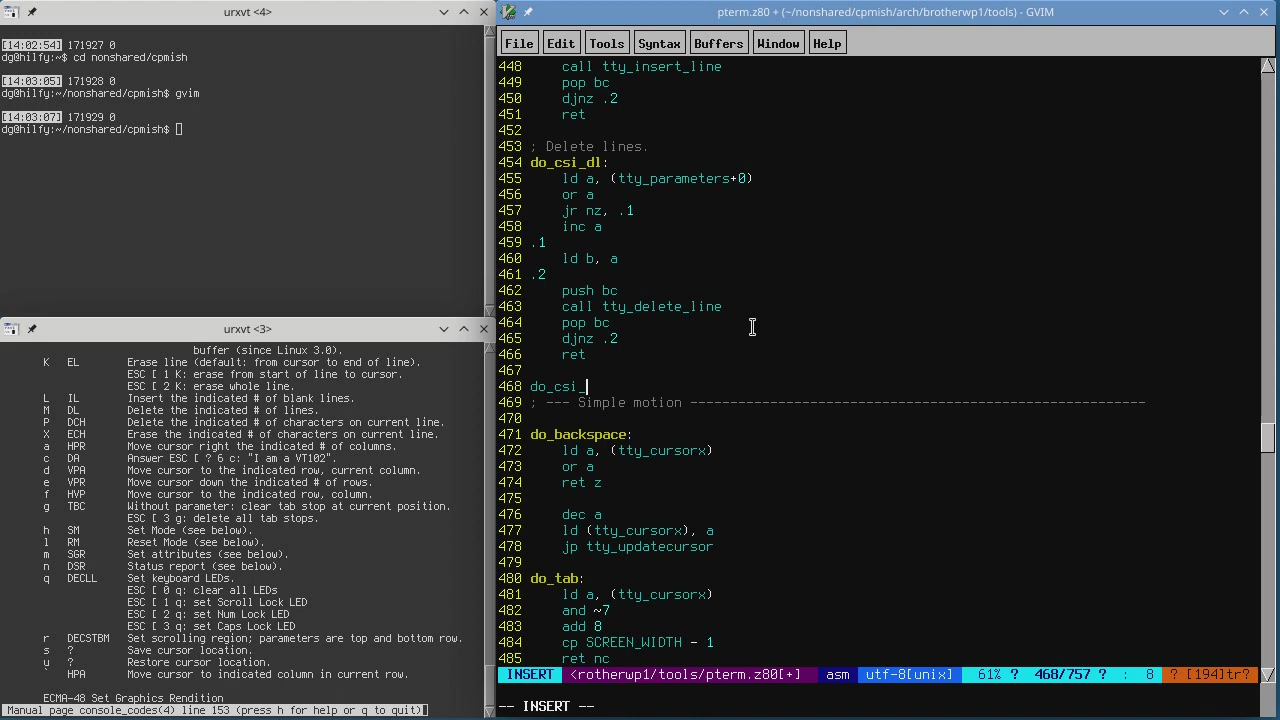 urxvt <4>
[14:02:54] 171927 0
dg@hilfy:~$ cd nonshared/cpmish
[14:03:05] 171928 0
dg@hilfy:~/nonshared/cpmish$ gvim
[14:03:07] 171929 0
dg@hilfy:~/nonshared/cpmish$
urxvt <3>
buffer (since Linux 3.0).
K EL Erase line (default: from cursor to end of line).
ESC [ 1 K: erase from start of line to cursor.
ESC [ 2 K: erase whole line.
L IL Insert the indicated # of blank lines.
M DL Delete the indicated # of lines.
P DCH Delete the indicated # of characters on current line.
X ECH Erase the indicated # of characters on current line.
a HPR Move cursor right the indicated # of columns.
c DA Answer ESC [ ? 6 c: "I am a VT102".
d VPA Move cursor to the indicated row, current column.
e VPR Move cursor down the indicated # of rows.
f HVP Move cursor to the indicated row, column.
g TBC Without parameter: clear tab stop at current position.
ESC [ 3 g: delete all tab stops.
h SM Set Mode (see below).
l RM Reset Mode (see below).
m SGR Set attributes (see below).
n DSR Status report (see below).
q DECLL Set keyboard LEDs.
ESC [ 0 q: clear all LEDs
ESC [ 1 q: set Scroll Lock LED
ESC [ 2 q: set Num Lock LED
ESC [ 3 q: set Caps Lock LED
r DECSTBM Set scrolling region; parameters are top and bottom row.
s ? Save cursor location.
u ? Restore cursor location.
` HPA Move cursor to indicated column in current row.
ECMA-48 Set Graphics Rendition
Manual page console_codes(4) line 153 (press h for help or q to quit)
pterm.z80 + (~/nonshared/cpmish/arch/brotherwp1/tools) - GVIM
File Edit Tools Syntax Buffers Window Help
448 call tty_insert_line
449 pop bc
450 djnz .2
451 ret
452
453 ; Delete lines.
454 do_csi_dl:
455 ld a, (tty_parameters+0)
456 or a
457 jr nz, .1
458 inc a
459 .1
460 ld b, a
461 .2
462 push bc
463 call tty_delete_line
464 pop bc
465 djnz .2
466 ret
467
468 do_csi_
469 ; --- Simple motion ---------------------------------------------------------
470
471 do_backspace:
472 ld a, (tty_cursorx)
473 or a
474 ret z
475
476 dec a
477 ld (tty_cursorx), a
478 jp tty_updatecursor
479
480 do_tab:
481 ld a, (tty_cursorx)
482 and ~7
483 add 8
484 cp SCREEN_WIDTH - 1
485 ret nc
INSERT <rotherwp1/tools/pterm.z80[+] asm utf-8[unix] 61% ? 468/757 ? : 8 ? [194]tr?
-- INSERT --